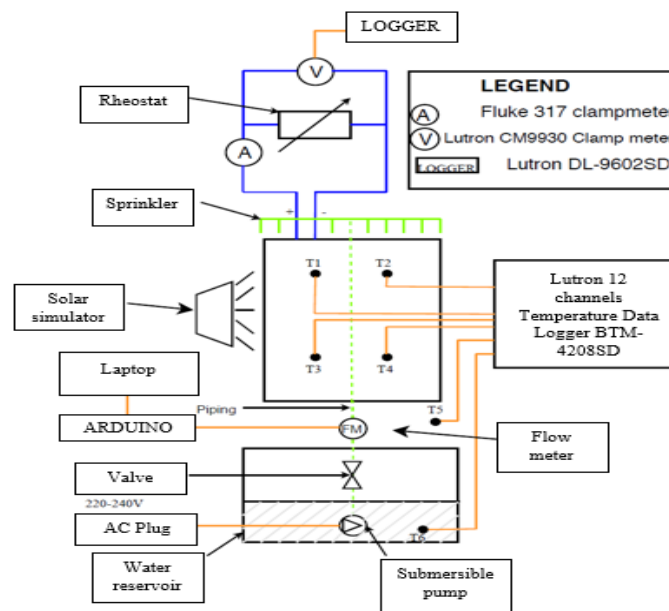 LOGGER
V
LEGEND
A Fluke 317 clampmeter
V Lutron CM9930 Clamp meter
LOGGER Lutron DL-9602SD
Rheostat
A
Sprinkler
+ -
T1 T2
Solar
simulator
Lutron 12
channels
Temperature Data
Logger BTM-
4208SD
T3 T4
Laptop
Piping
T5
ARDUINO
FM
Flow
meter
Valve
220-240V
AC Plug
T6
Water
reservoir
Submersible
pump